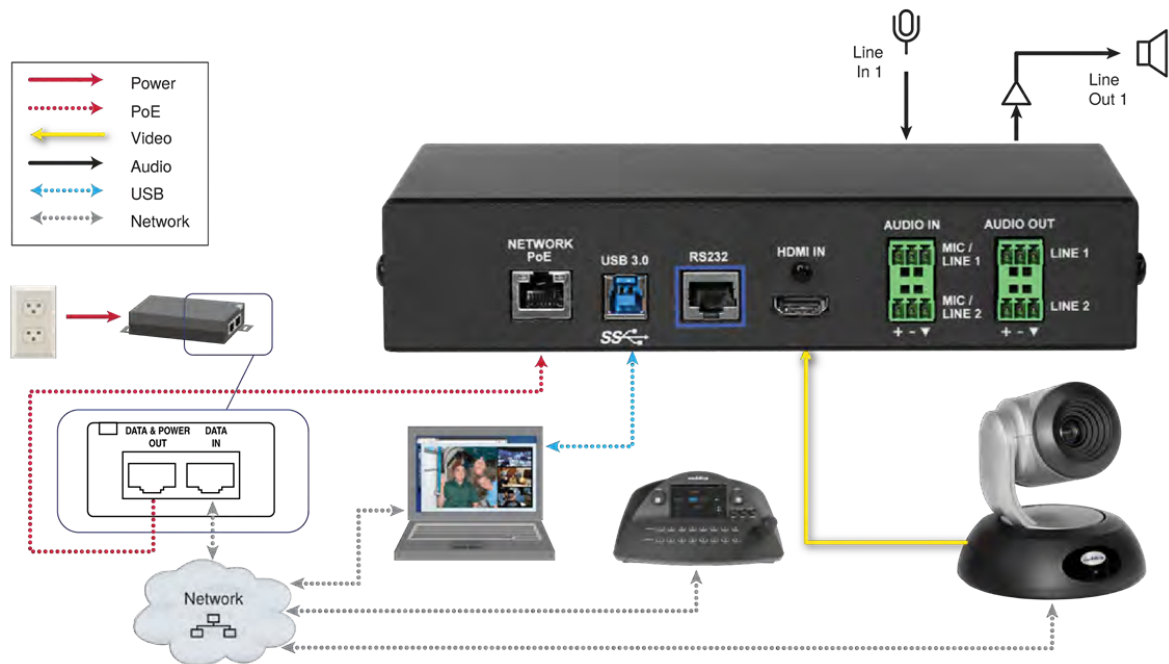 Power
PoE
Video
Audio
USB
Network
Line
In 1
Line
Out 1
NETWORK
PoE
USB 3.0
SS
RS232
HDMI IN
AUDIO IN
MIC /
LINE 1
MIC /
LINE 2
+ - ▼
AUDIO OUT
LINE 1
LINE 2
+ - ▼
DATA & POWER
OUT
DATA
IN
Network